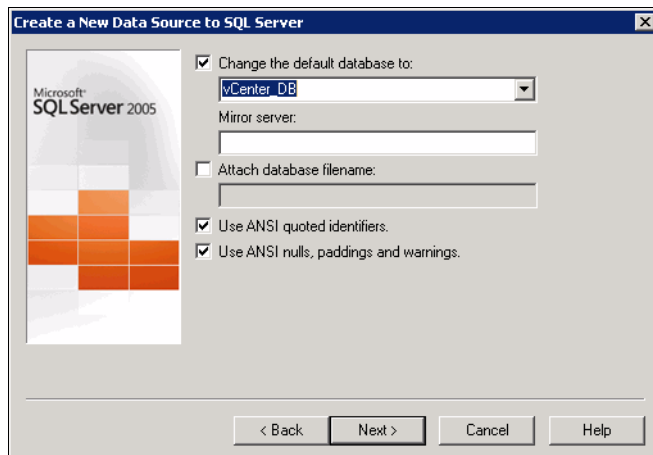 Create a New Data Source to SQL Server
Microsoft
SQL Server 2005
Change the default database to:
vCenter_DB
Mirror server:
Attach database filename:
Use ANSI quoted identifiers.
Use ANSI nulls, paddings and warnings.
< Back
Next >
Cancel
Help